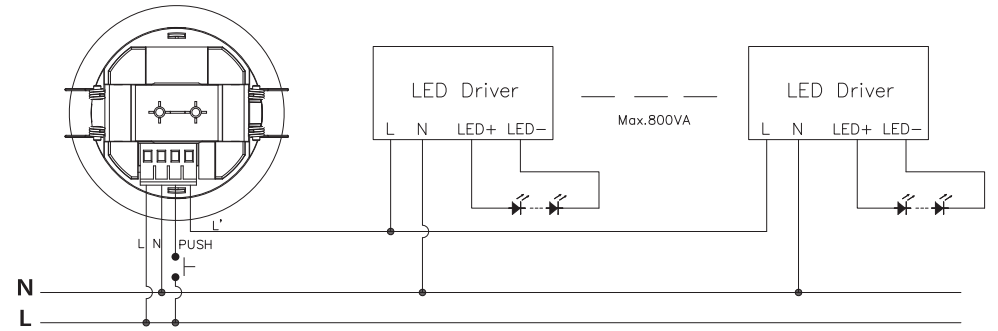 LED Driver
L N LED+ LED-
Max.800VA
LED Driver
L N LED+ LED-
L'
L N PUSH
N
L